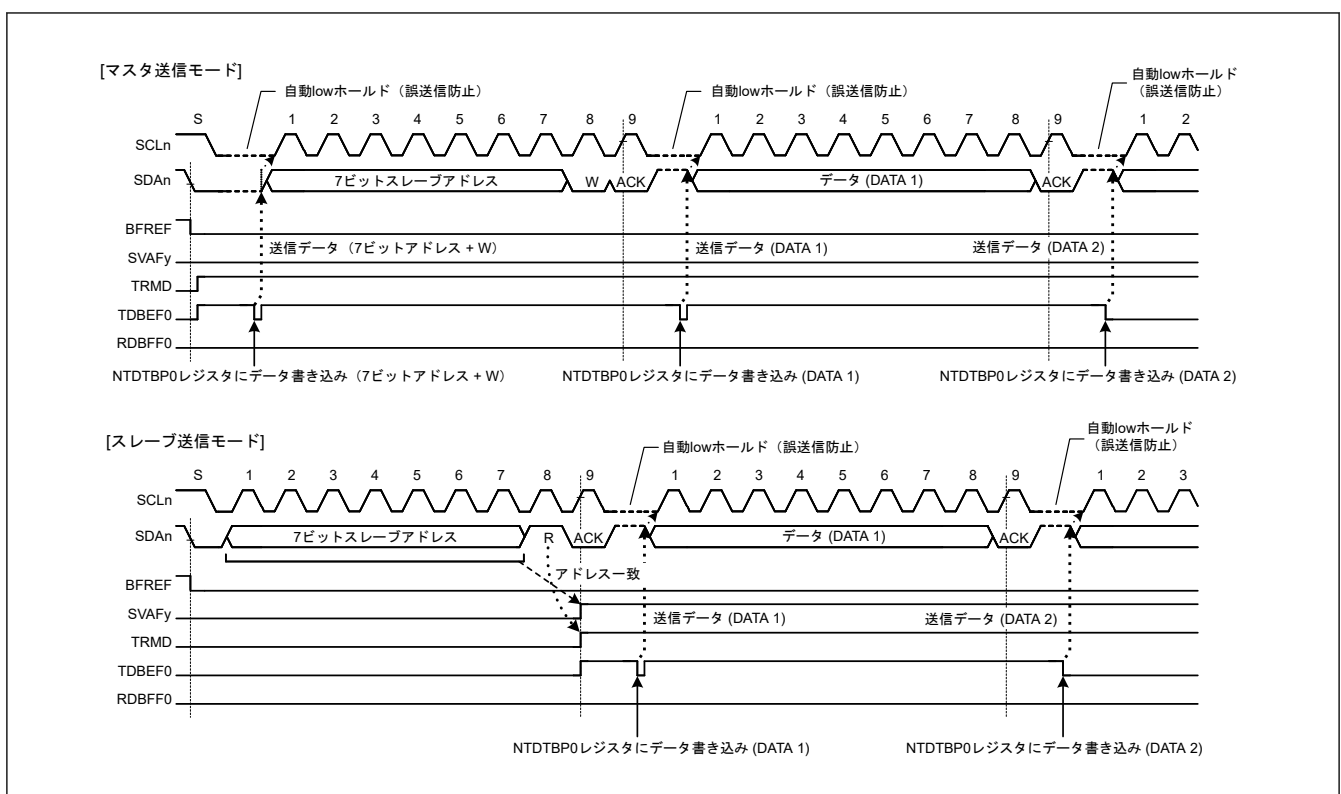 [マスタ送信モード]
自動lowホールド（誤送信防止）
自動lowホールド（誤送信防止）
自動lowホールド
（誤送信防止）
S 1 2 3 4 5 6 7 8 9 1 2 3 4 5 6 7 8 9 1 2
SCLn
SDAn 7ビットスレーブアドレス W ACK データ (DATA 1) ACK
BFREF
送信データ（7ビットアドレス + W） 送信データ (DATA 1) 送信データ (DATA 2)
SVAFy
TRMD
TDBEF0
RDBFF0
NTDTBP0レジスタにデータ書き込み（7ビットアドレス + W） NTDTBP0レジスタにデータ書き込み (DATA 1) NTDTBP0レジスタにデータ書き込み (DATA 2)
[スレーブ送信モード]
自動lowホールド（誤送信防止）
自動lowホールド
（誤送信防止）
S 1 2 3 4 5 6 7 8 9 1 2 3 4 5 6 7 8 9 1 2 3
SCLn
SDAn 7ビットスレーブアドレス R ACK データ (DATA 1) ACK
アドレス一致
BFREF
SVAFy
送信データ (DATA 1) 送信データ (DATA 2)
TRMD
TDBEF0
RDBFF0
NTDTBP0レジスタにデータ書き込み (DATA 1) NTDTBP0レジスタにデータ書き込み (DATA 2)